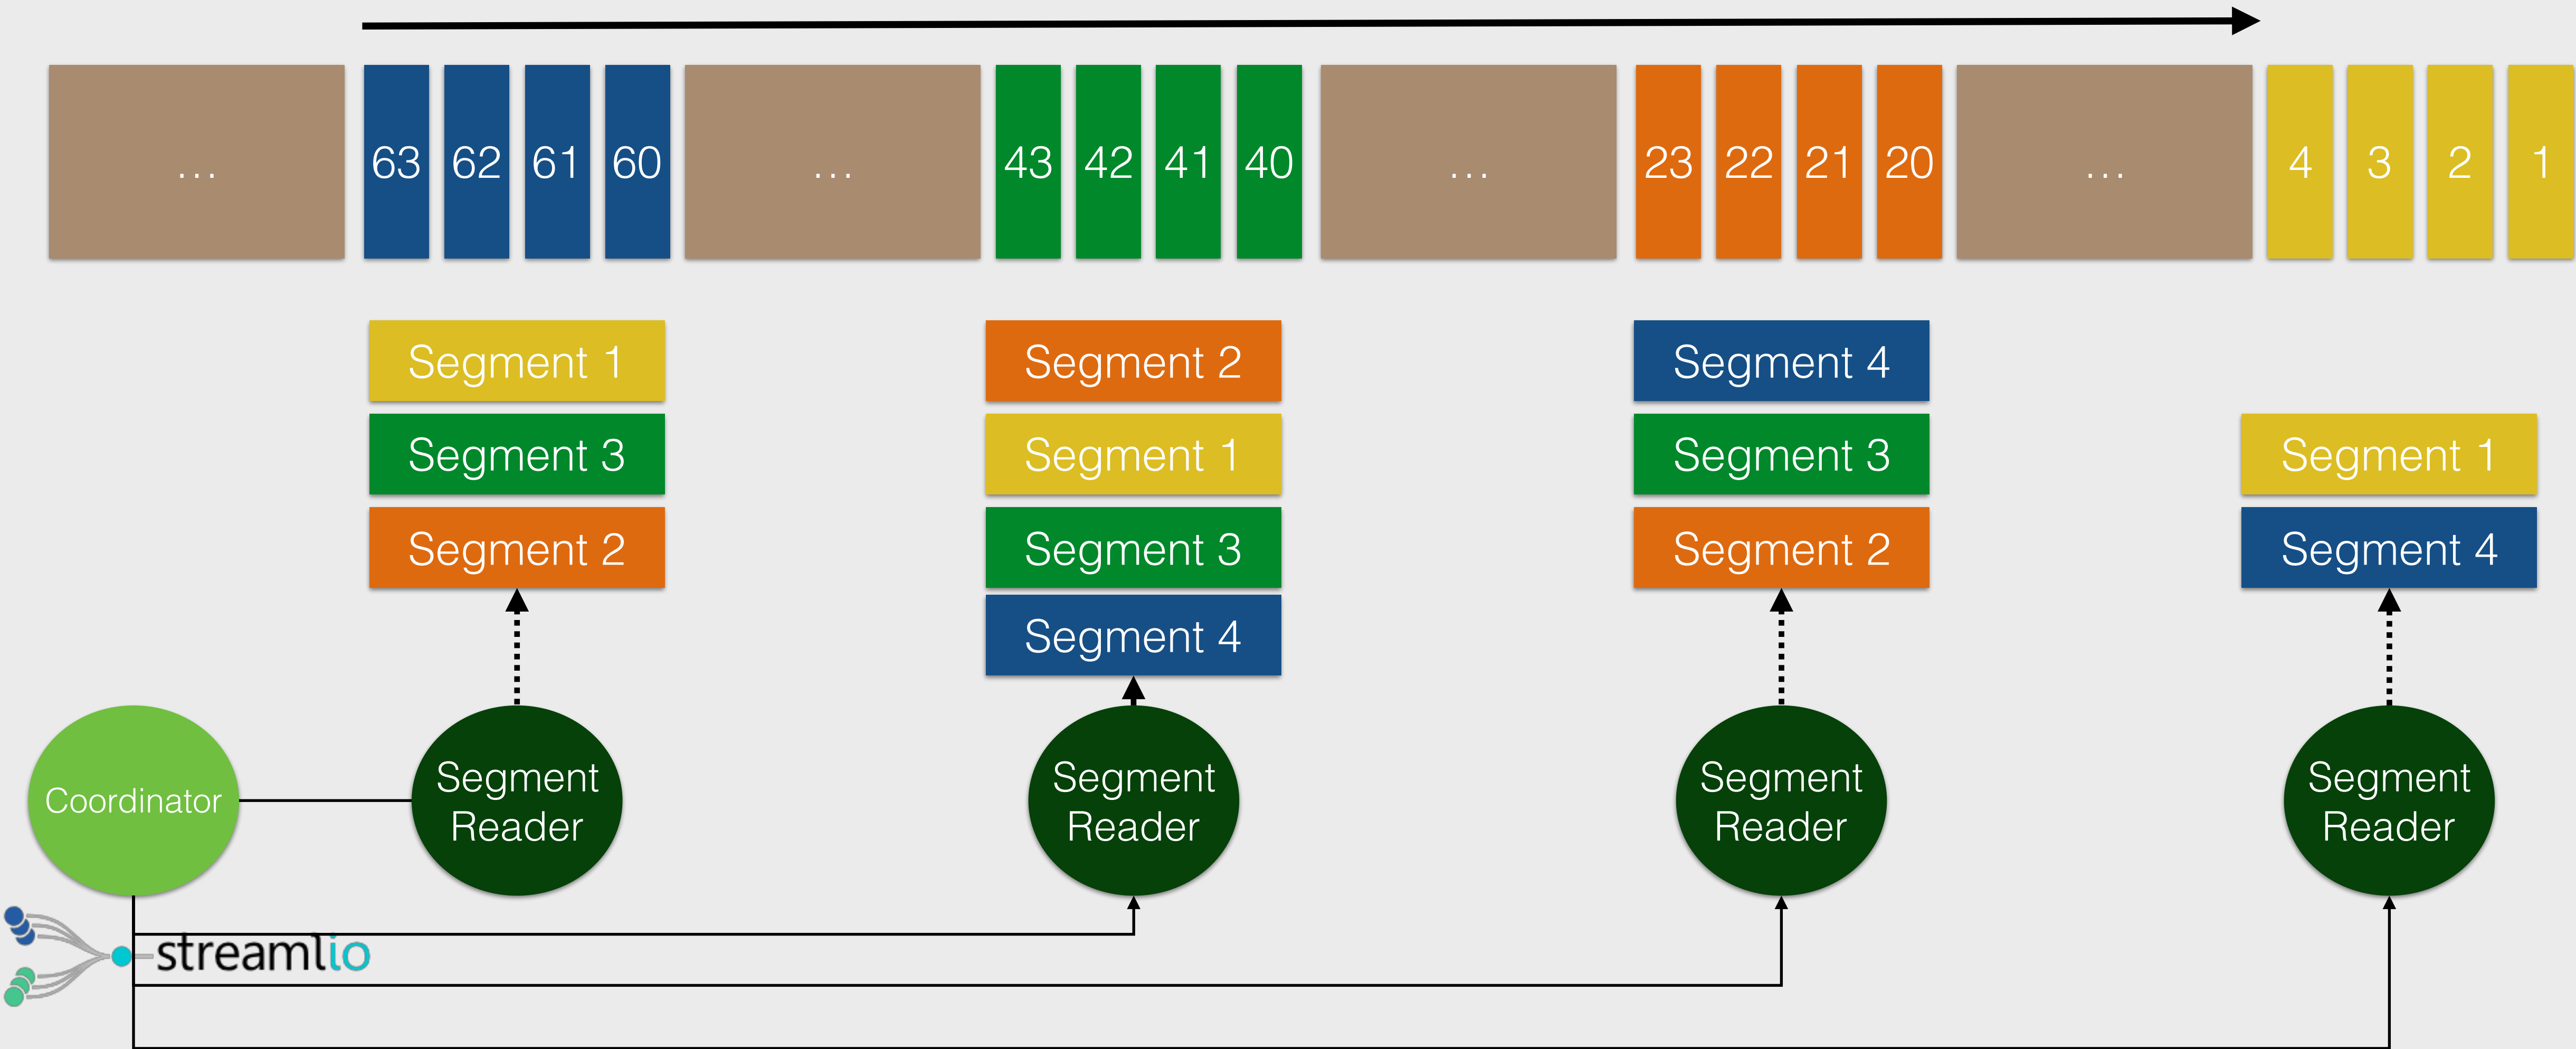 ... 63 62 61 60 ... 43 42 41 40 ... 23 22 21 20 ... 4 3 2 1
Segment 1 Segment 2 Segment 4
Segment 3 Segment 1 Segment 3 Segment 1
Segment 2 Segment 3 Segment 2 Segment 4
Segment 4
Coordinator
Segment
Reader
Segment
Reader
Segment
Reader
Segment
Reader
streamlio